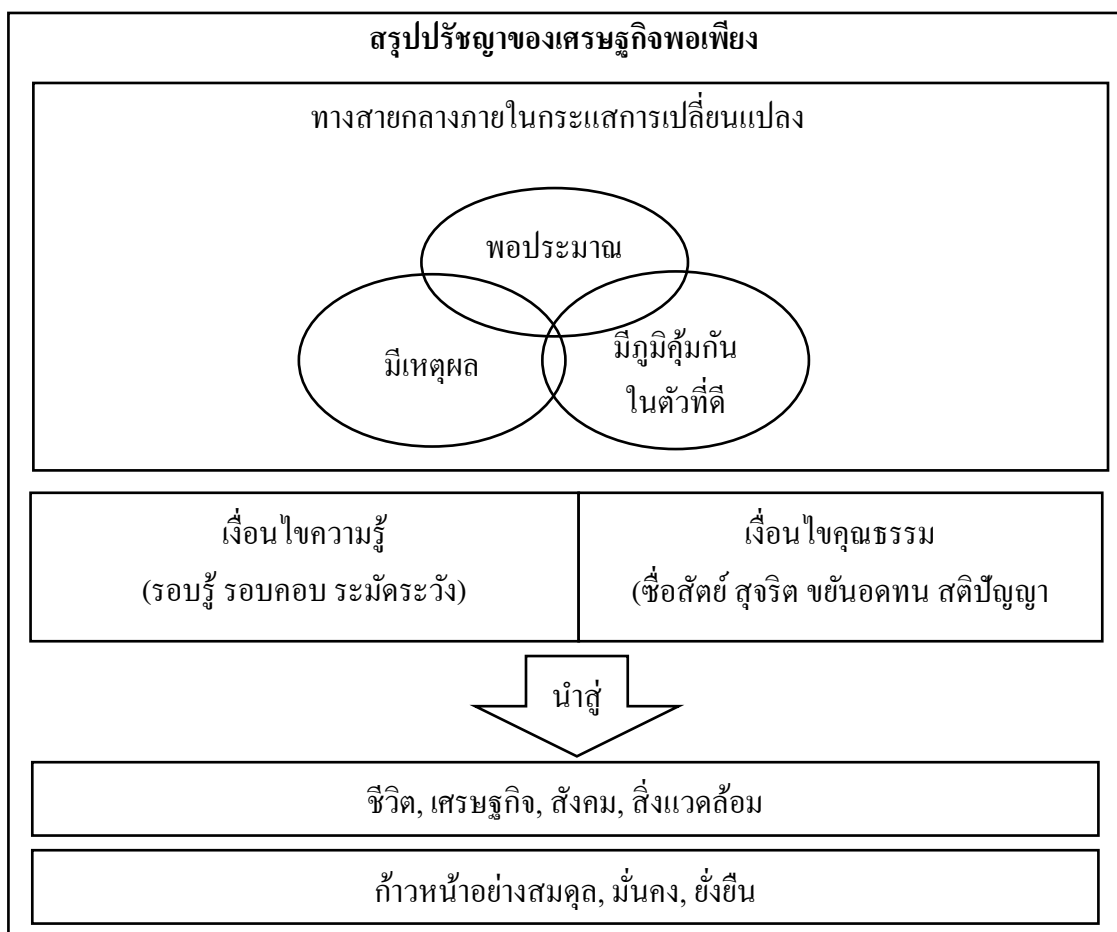 สรุปปรัชญาของเศรษฐกิจพอเพียง
ทางสายกลางภายในกระแสการเปลี่ยนแปลง
พอประมาณ
มีเหตุผล
มีภูมิคุ้มกัน
ในตัวที่ดี
เงื่อนไขความรู้
(รอบรู้ รอบคอบ ระมัดระวัง)
เงื่อนไขคุณธรรม
(ซื่อสัตย์ สุจริต ขยันอดทน สติปัญญา
นำสู่
ชีวิต, เศรษฐกิจ, สังคม, สิ่งแวดล้อม
ก้าวหน้าอย่างสมดุล, มั่นคง, ยั่งยืน